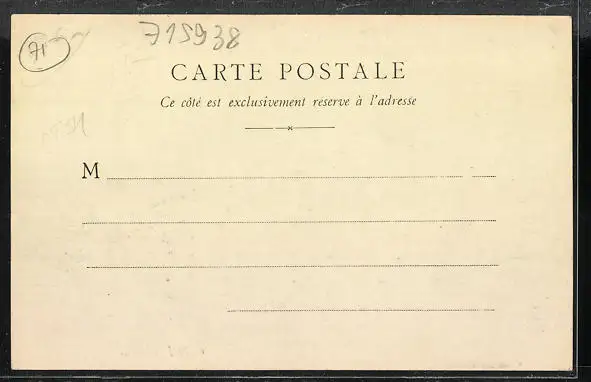 71
715938
CARTE POSTALE
Ce côté est exclusivement réservé à l'adresse
M